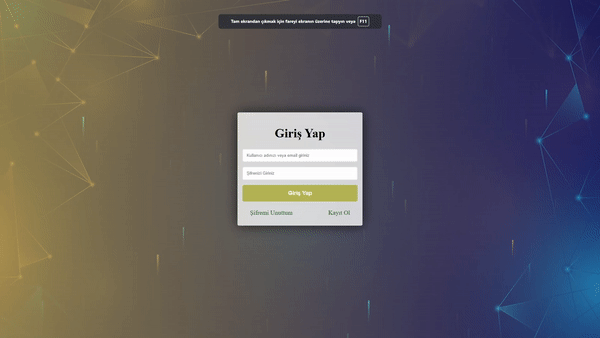 Tam ekrandan çıkmak için fareyi ekranın üzerine taşıyın veya F11
Giriş Yap
Kullanıcı adınızı veya email giriniz
Şifrenizi Giriniz
Giriş Yap
Şifremi Unuttum
Kayıt Ol